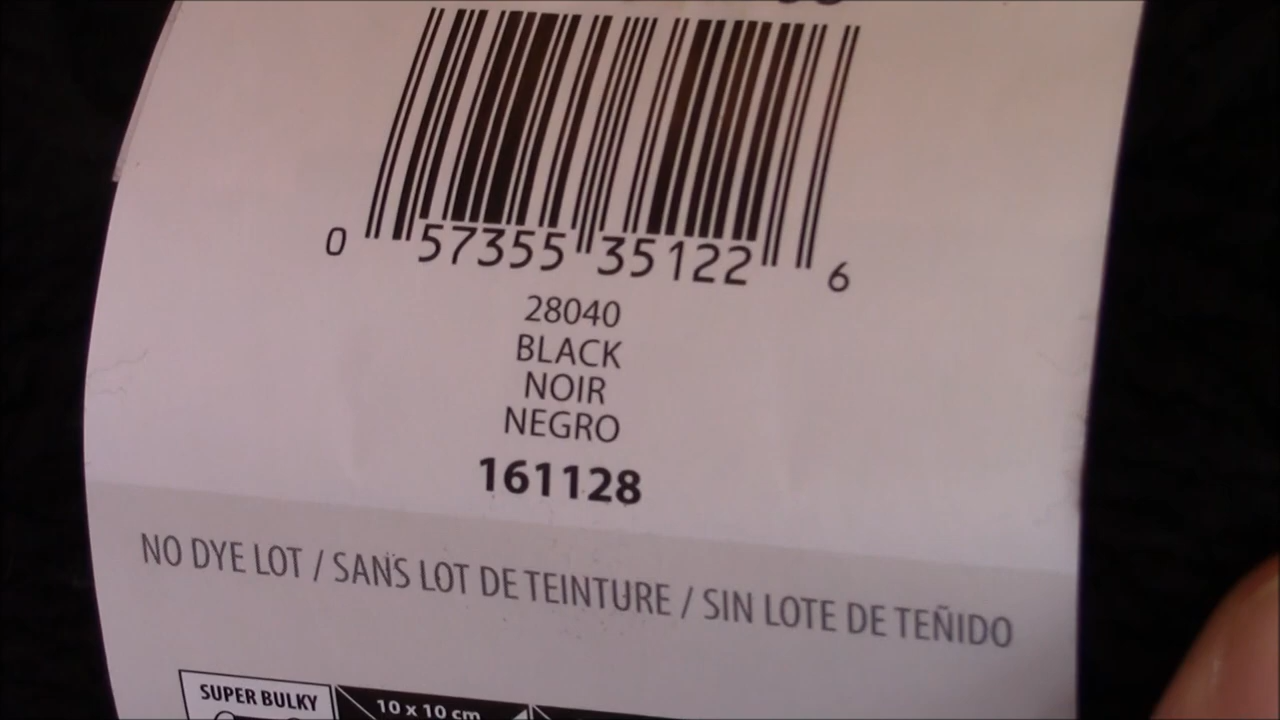 0 57355 35122 6
28040
BLACK
NOIR
NEGRO
161128
NO DYE LOT / SANS LOT DE TEINTURE / SIN LOTE DE TEÑIDO
SUPER BULKY
10 x 10 cm